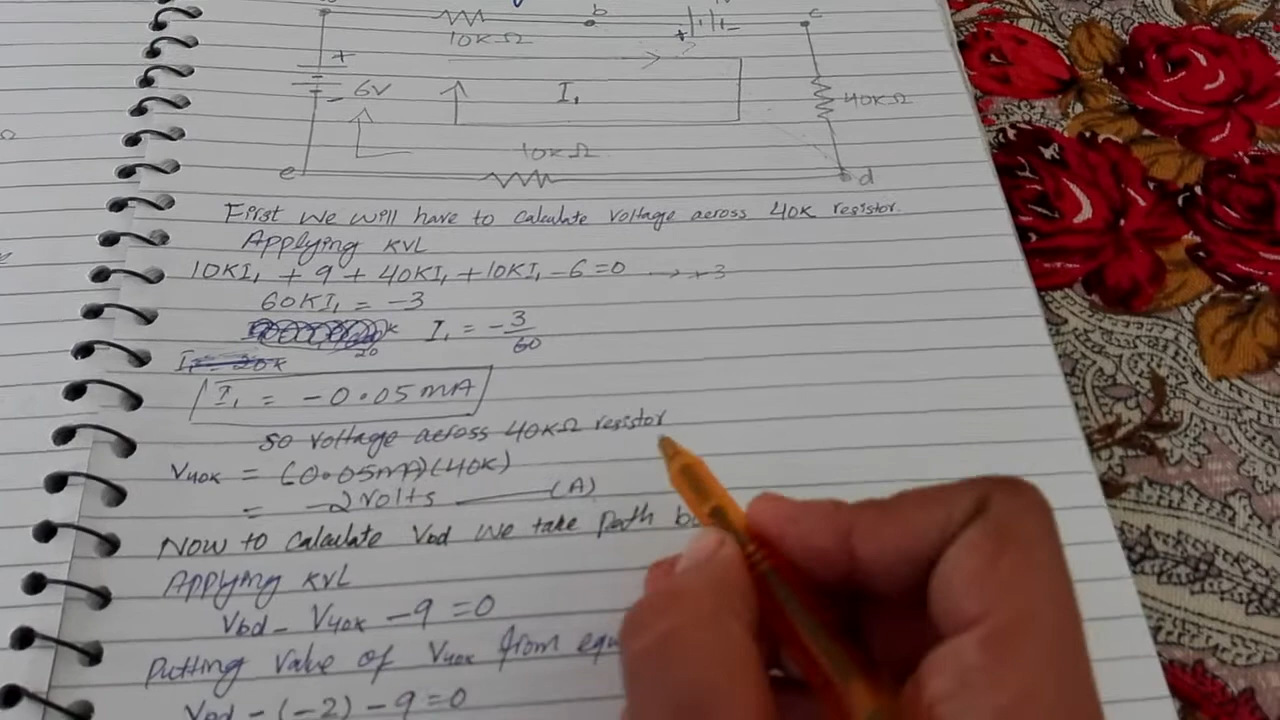 b
c
10KΩ
+ -
+
6V
-
I₁
40KΩ
10KΩ
e
d
First we will have to calculate voltage across 40K resistor.
Applying KVL
10KI₁ + 9 + 40KI₁ + 10KI₁ - 6 = 0
60KI₁ = -3
I₁ = -3/60
I₁ = -0.05mA
so voltage across 40KΩ resistor
V40K = (0.05mA)(40K)
= -2 volts ——— (A)
Now to calculate Vbd we take path
Applying KVL
Vbd - V40K - 9 = 0
Putting value of V40K from
Vbd - (-2) - 9 = 0